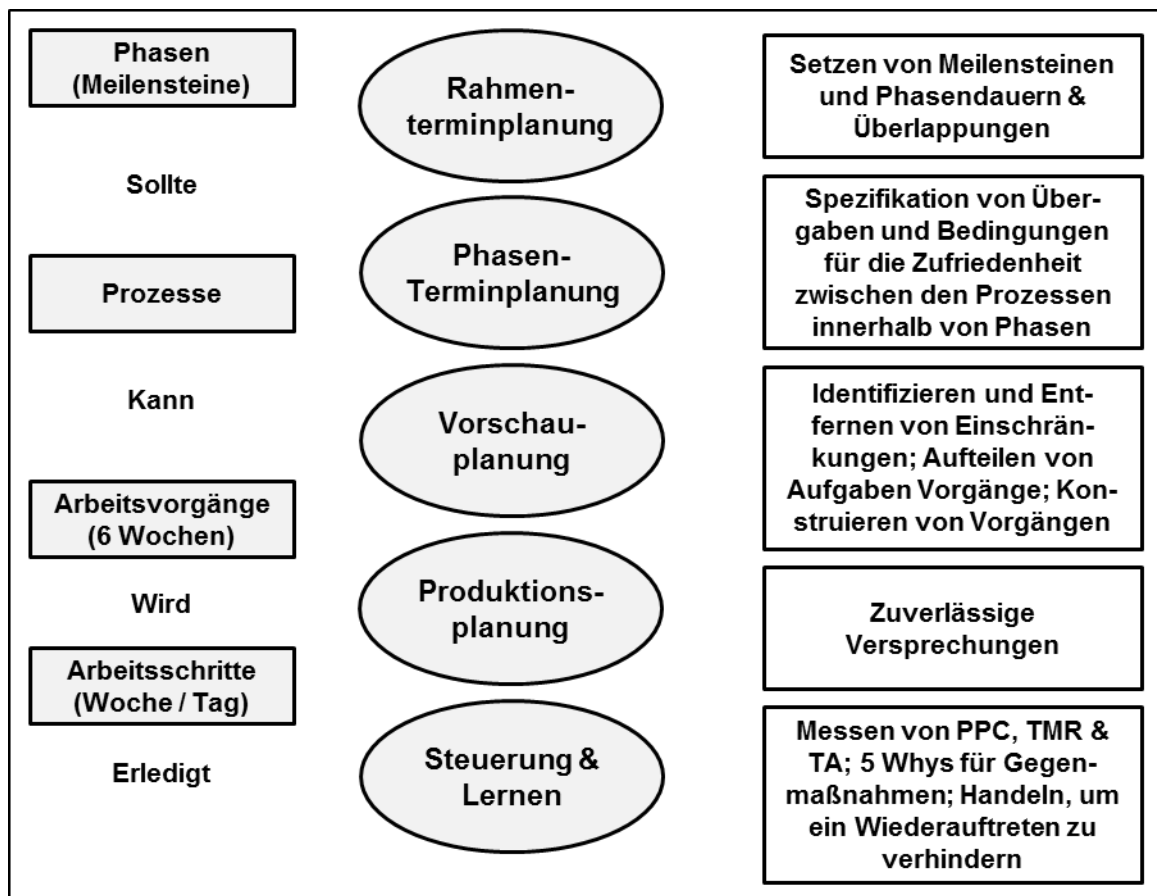 Phasen
(Meilensteine)
Sollte
Prozesse
Kann
Arbeitsvorgänge
(6 Wochen)
Wird
Arbeitsschritte
(Woche / Tag)
Erledigt
Rahmen-
terminplanung
Phasen-
Terminplanung
Vorschau-
planung
Produktions-
planung
Steuerung &
Lernen
Setzen von Meilensteinen
und Phasendauern &
Überlappungen
Spezifikation von Über-
gaben und Bedingungen
für die Zufriedenheit
zwischen den Prozessen
innerhalb von Phasen
Identifizieren und Ent-
fernen von Einschrän-
kungen; Aufteilen von
Aufgaben Vorgänge; Kon-
struieren von Vorgängen
Zuverlässige
Versprechungen
Messen von PPC, TMR &
TA; 5 Whys für Gegen-
maßnahmen; Handeln, um
ein Wiederauftreten zu
verhindern